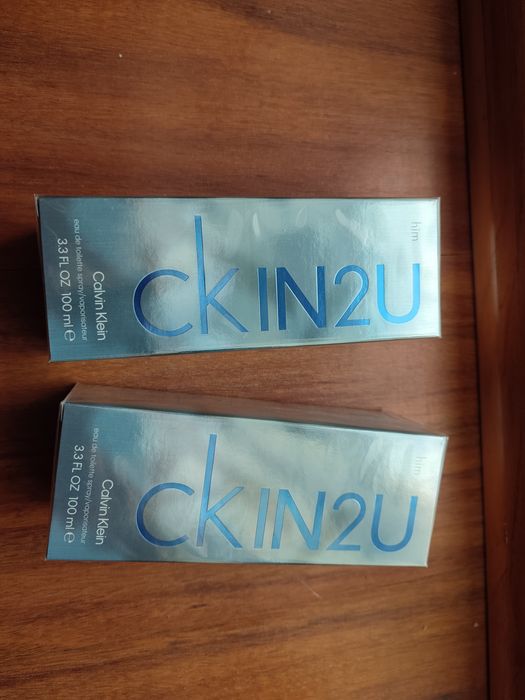 him
CKIN2U
Calvin Klein
eau de toilette spray/vaporisateur
3.3 FL OZ 100 ml ℮
him
CKIN2U
Calvin Klein
eau de toilette spray/vaporisateur
3.3 FL OZ 100 ml ℮